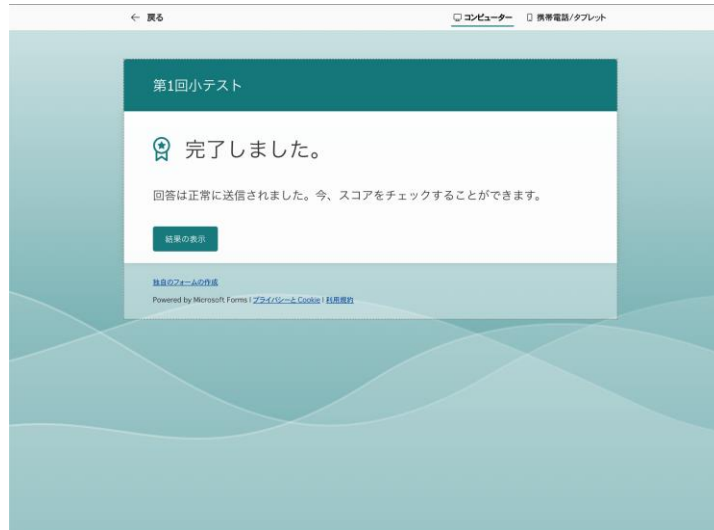 ← 戻る コンピューター 携帯電話/タブレット
第1回小テスト
完了しました。
回答は正常に送信されました。今、スコアをチェックすることができます。
結果の表示
独自のフォームの作成
Powered by Microsoft Forms | プライバシーと Cookie | 利用規約